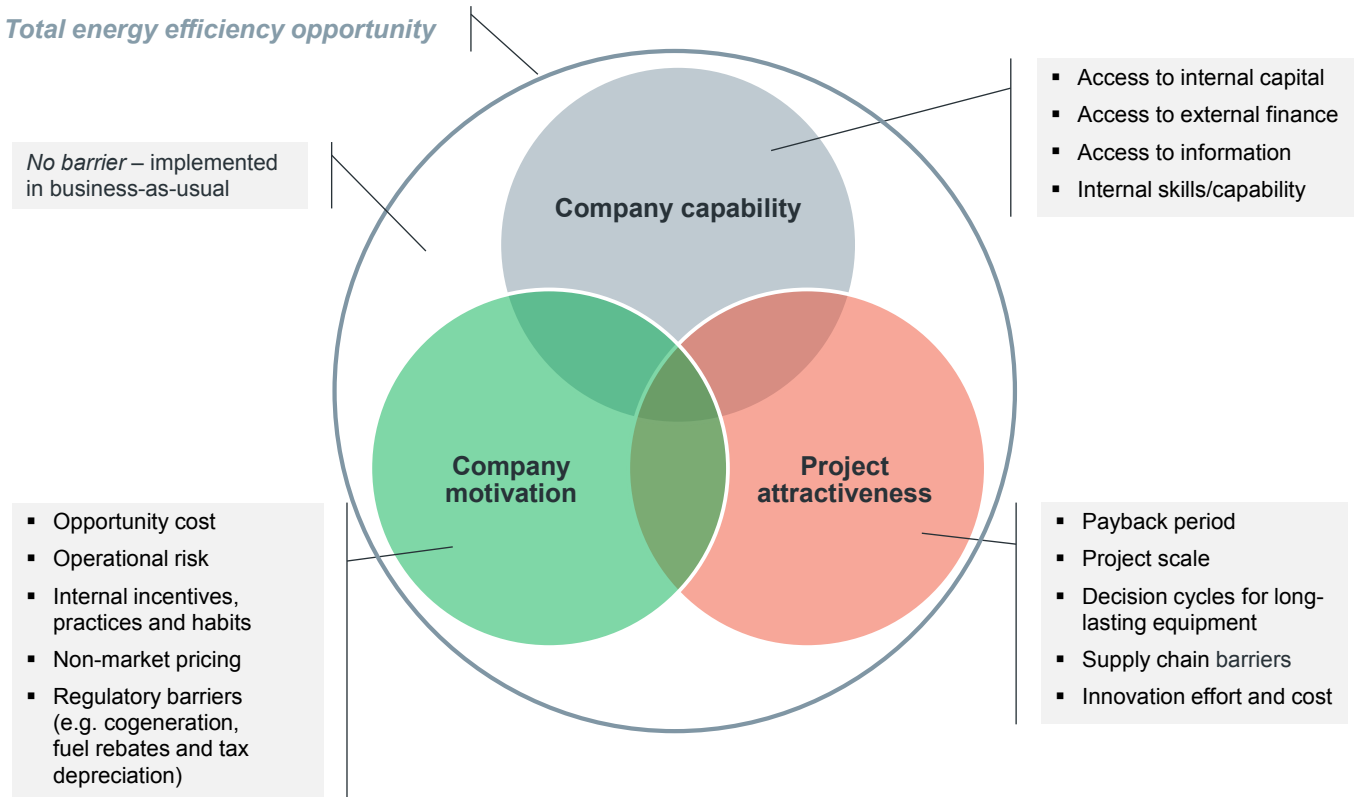 Total energy efficiency opportunity
No barrier – implemented
in business-as-usual
▪ Access to internal capital
▪ Access to external finance
▪ Access to information
▪ Internal skills/capability
Company capability
Company
motivation
Project
attractiveness
▪ Opportunity cost
▪ Operational risk
▪ Internal incentives,
practices and habits
▪ Non-market pricing
▪ Regulatory barriers
(e.g. cogeneration,
fuel rebates and tax
depreciation)
▪ Payback period
▪ Project scale
▪ Decision cycles for long-
lasting equipment
▪ Supply chain barriers
▪ Innovation effort and cost